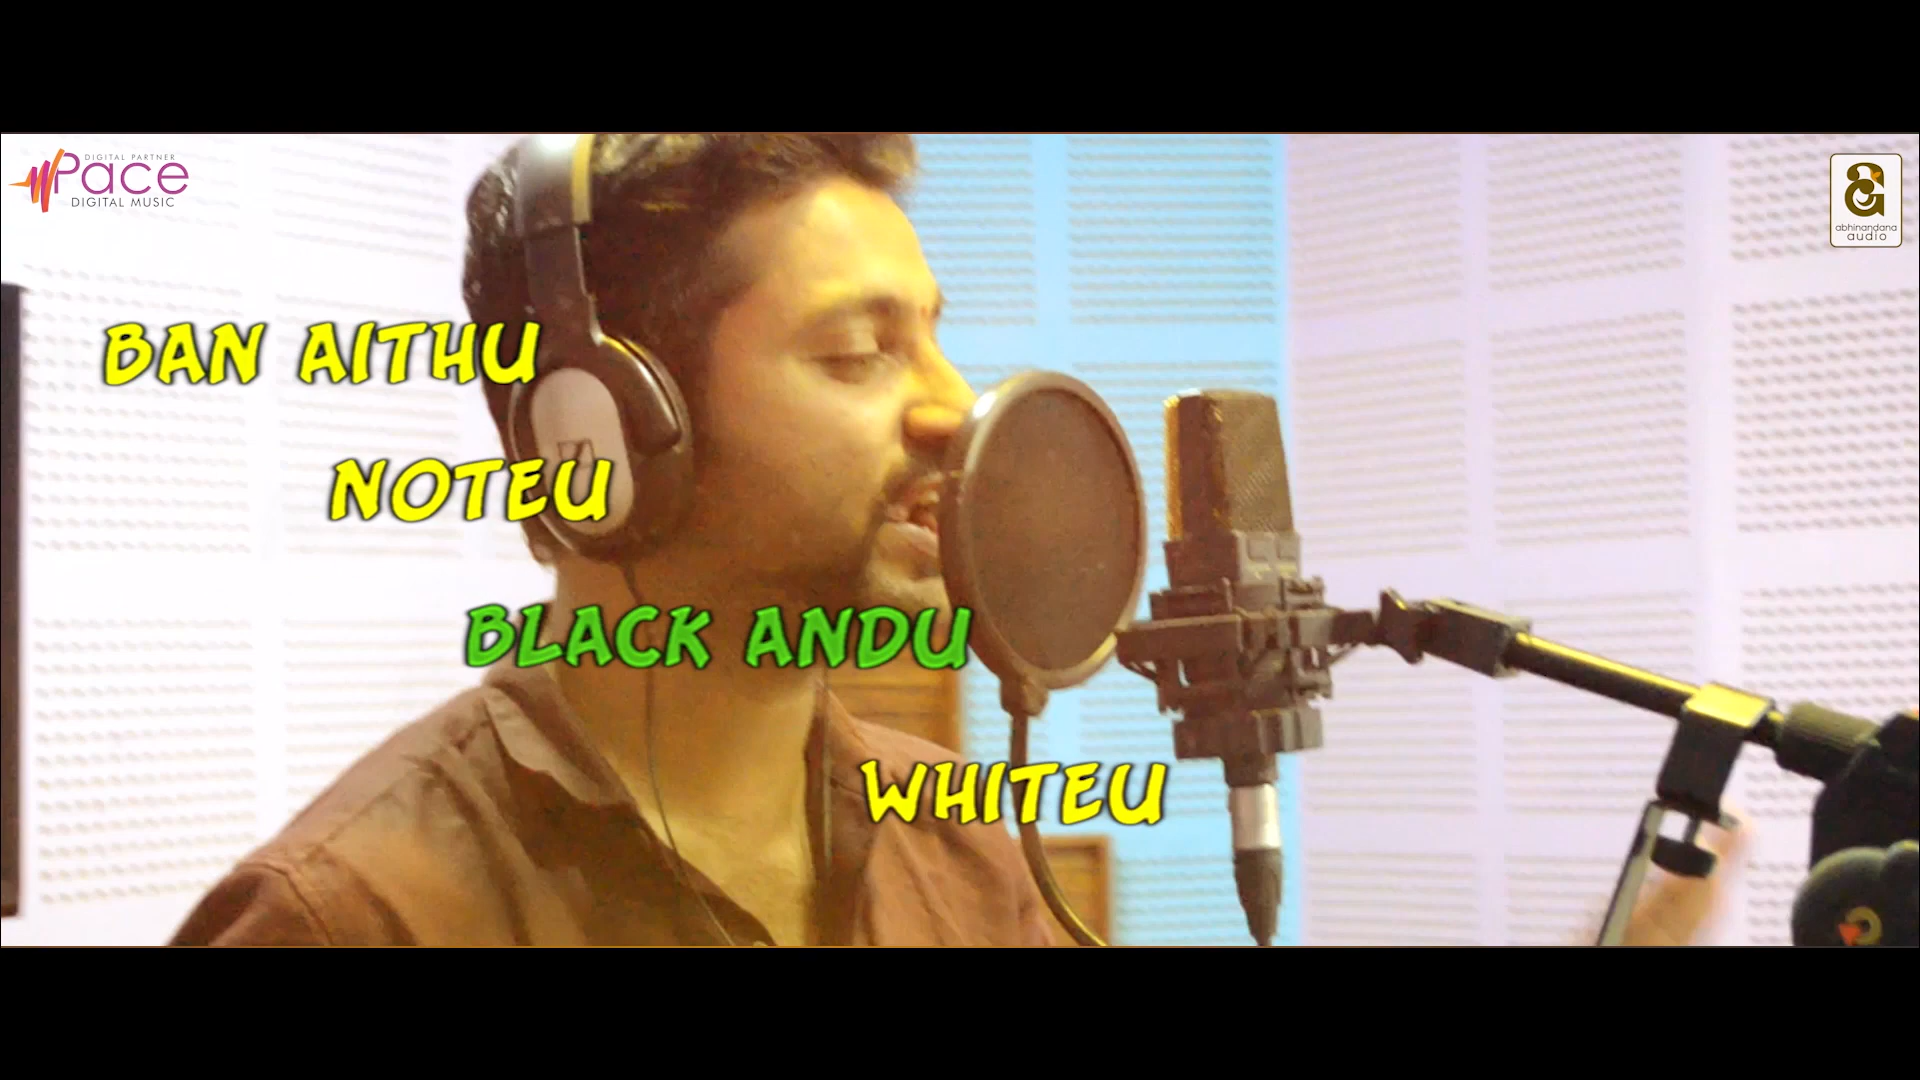 DIGITAL PARTNER
Pace
DIGITAL MUSIC
abhinandana
audio
BAN AITHU
NOTEU
BLACK ANDU
WHITEU